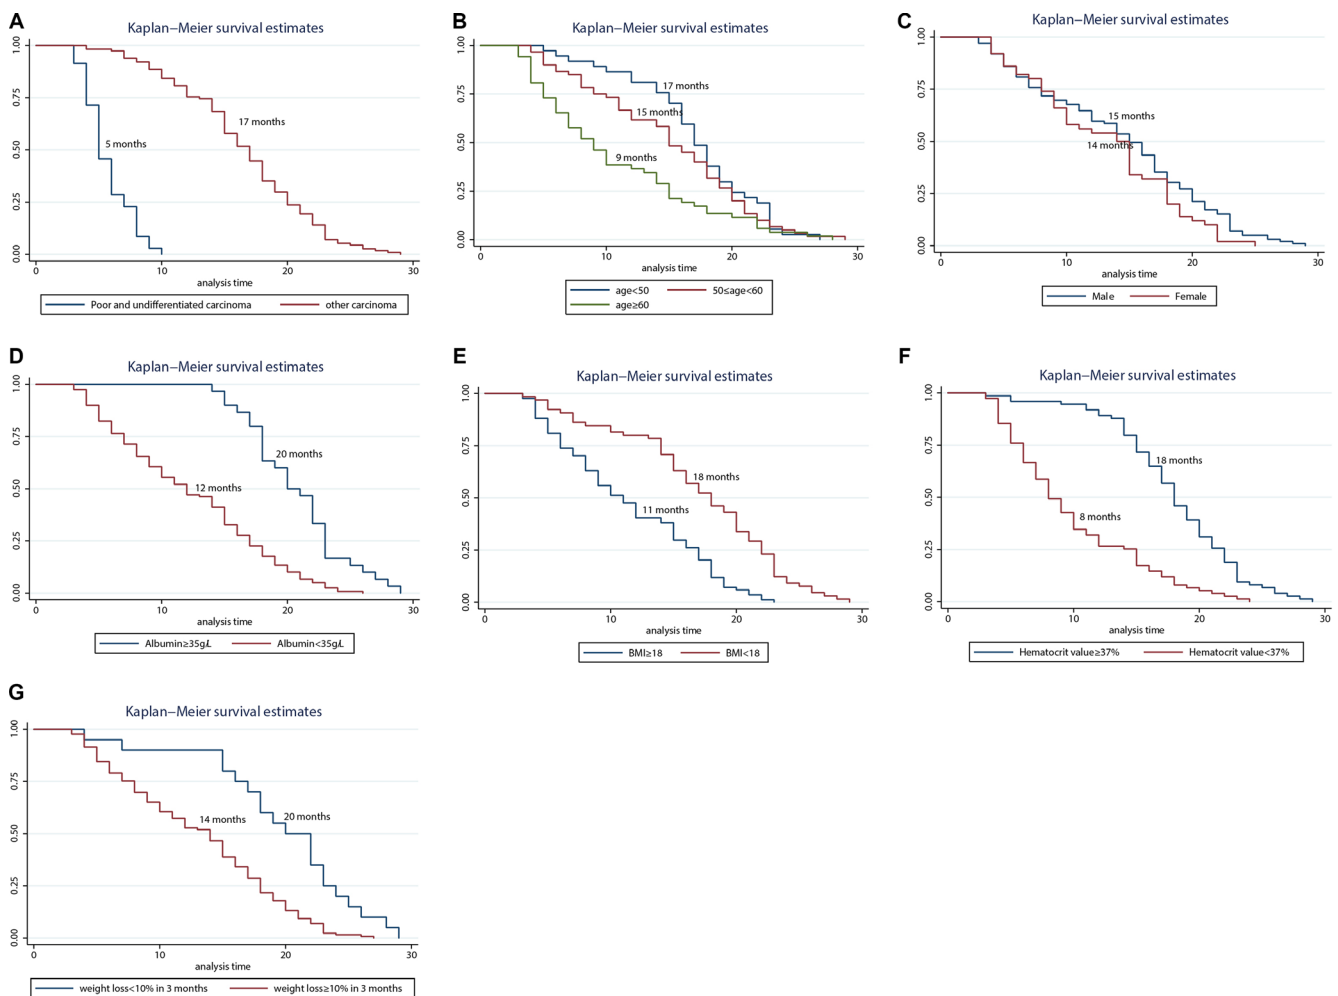 A
Kaplan–Meier survival estimates
1.00
0.75
0.50
0.25
0.00
5 months
17 months
0 10 20 30
analysis time
Poor and undifferentiated carcinoma other carcinoma
B
Kaplan–Meier survival estimates
1.00
0.75
0.50
0.25
0.00
17 months
15 months
9 months
0 10 20 30
analysis time
age<50 50≤age<60
age≥60
C
Kaplan–Meier survival estimates
1.00
0.75
0.50
0.25
0.00
15 months
14 months
0 10 20 30
analysis time
Male Female
D
Kaplan–Meier survival estimates
1.00
0.75
0.50
0.25
0.00
20 months
12 months
0 10 20 30
analysis time
Albumin≥35g/L Albumin<35g/L
E
Kaplan–Meier survival estimates
1.00
0.75
0.50
0.25
0.00
18 months
11 months
0 10 20 30
analysis time
BMI≥18 BMI<18
F
Kaplan–Meier survival estimates
1.00
0.75
0.50
0.25
0.00
18 months
8 months
0 10 20 30
analysis time
Hematocrit value≥37% Hematocrit value<37%
G
Kaplan–Meier survival estimates
1.00
0.75
0.50
0.25
0.00
14 months
20 months
0 10 20 30
analysis time
weight loss<10% in 3 months weight loss≥10% in 3 months